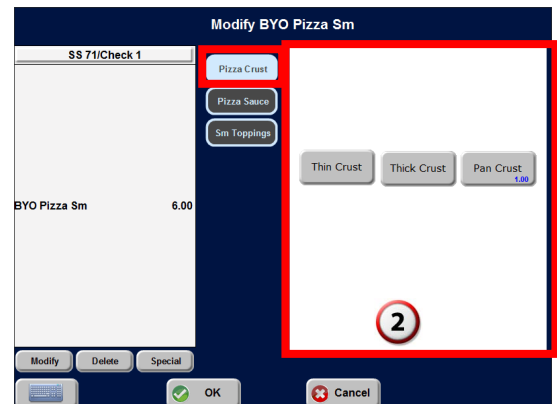 Modify BYO Pizza Sm
SS 71/Check 1
Pizza Crust
Pizza Sauce
Sm Toppings
Thin Crust
Thick Crust
Pan Crust
1.00
BYO Pizza Sm 6.00
2
Modify
Delete
Special
OK
Cancel